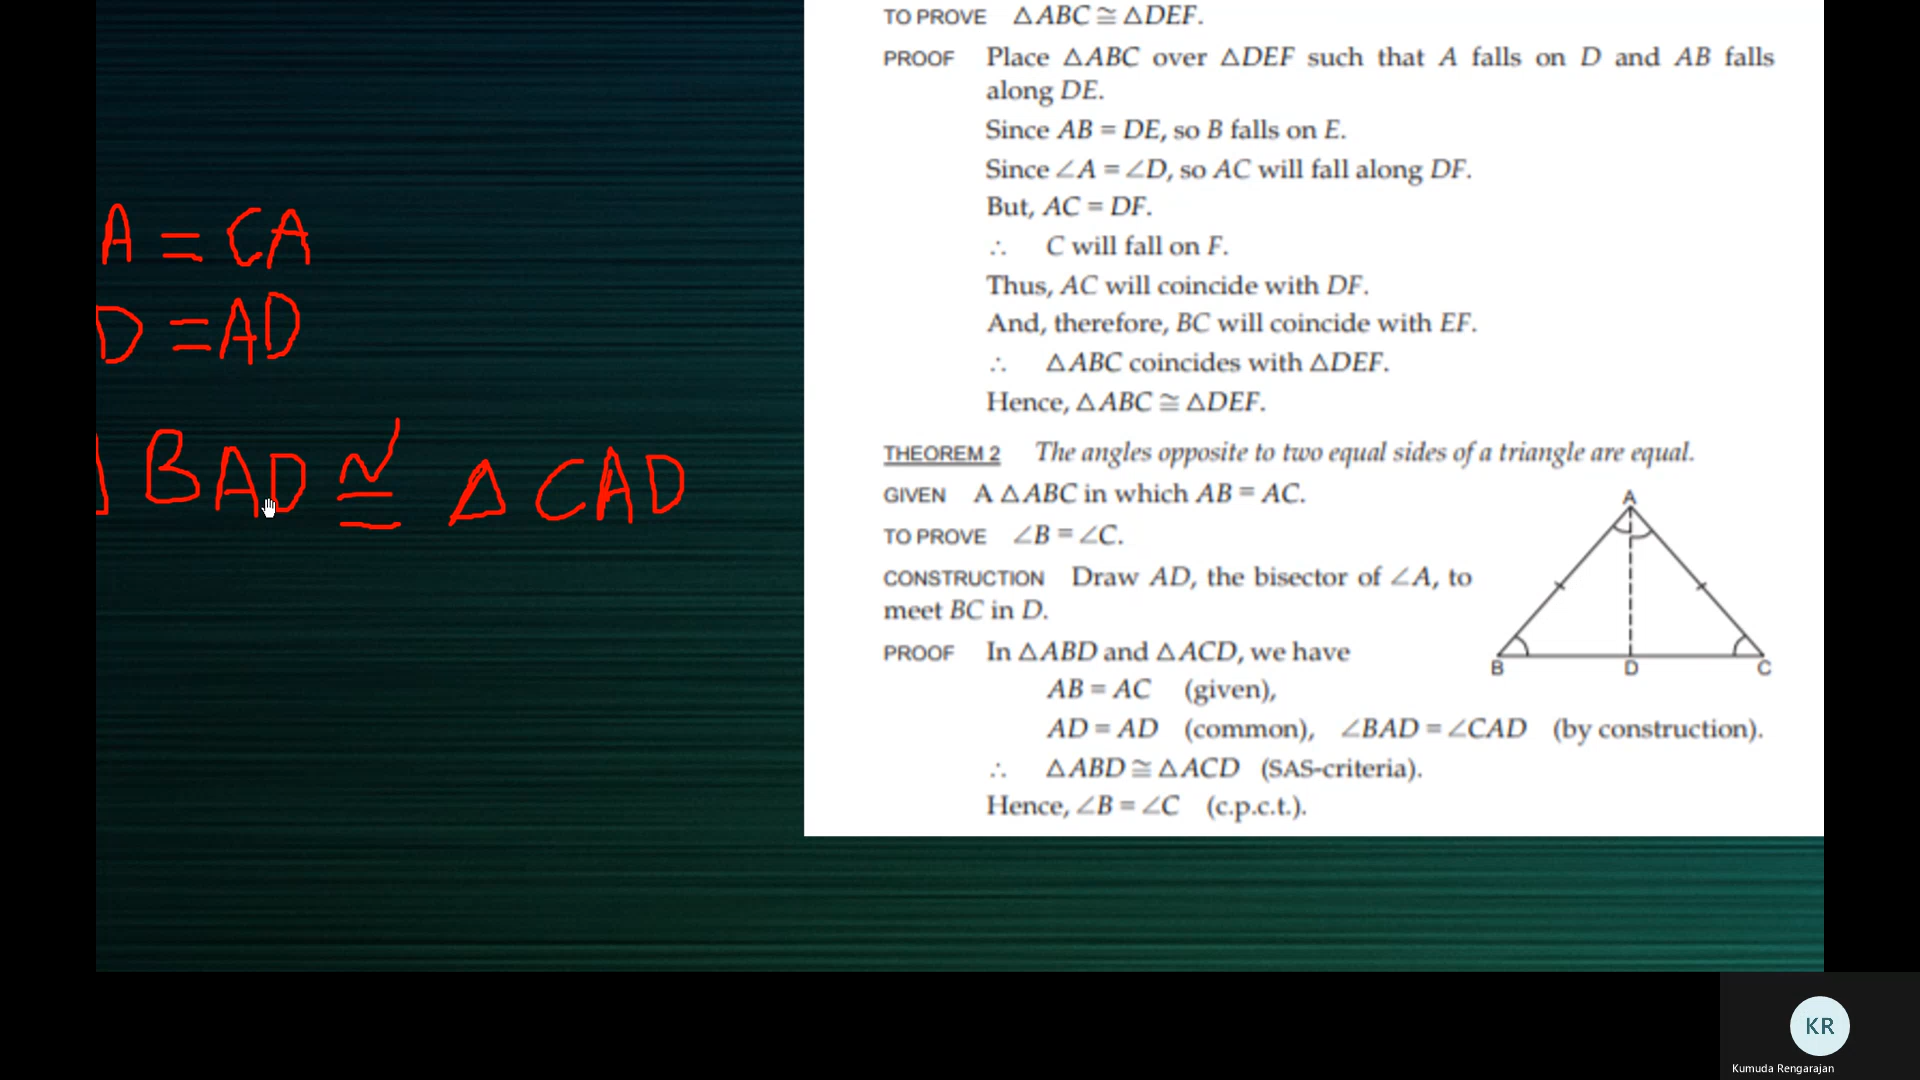 A = CA
D = AD
BAD ≅ △ CAD
TO PROVE △ABC ≅ △DEF.
PROOF Place △ABC over △DEF such that A falls on D and AB falls
along DE.
Since AB = DE, so B falls on E.
Since ∠A = ∠D, so AC will fall along DF.
But, AC = DF.
∴ C will fall on F.
Thus, AC will coincide with DF.
And, therefore, BC will coincide with EF.
∴ △ABC coincides with △DEF.
Hence, △ABC ≅ △DEF.
THEOREM 2 The angles opposite to two equal sides of a triangle are equal.
GIVEN A △ABC in which AB = AC.
TO PROVE ∠B = ∠C.
CONSTRUCTION Draw AD, the bisector of ∠A, to
meet BC in D.
PROOF In △ABD and △ACD, we have
AB = AC (given),
AD = AD (common), ∠BAD = ∠CAD (by construction).
∴ △ABD ≅ △ACD (SAS-criteria).
Hence, ∠B = ∠C (c.p.c.t.).
A
B D C
KR
Kumuda Rengarajan